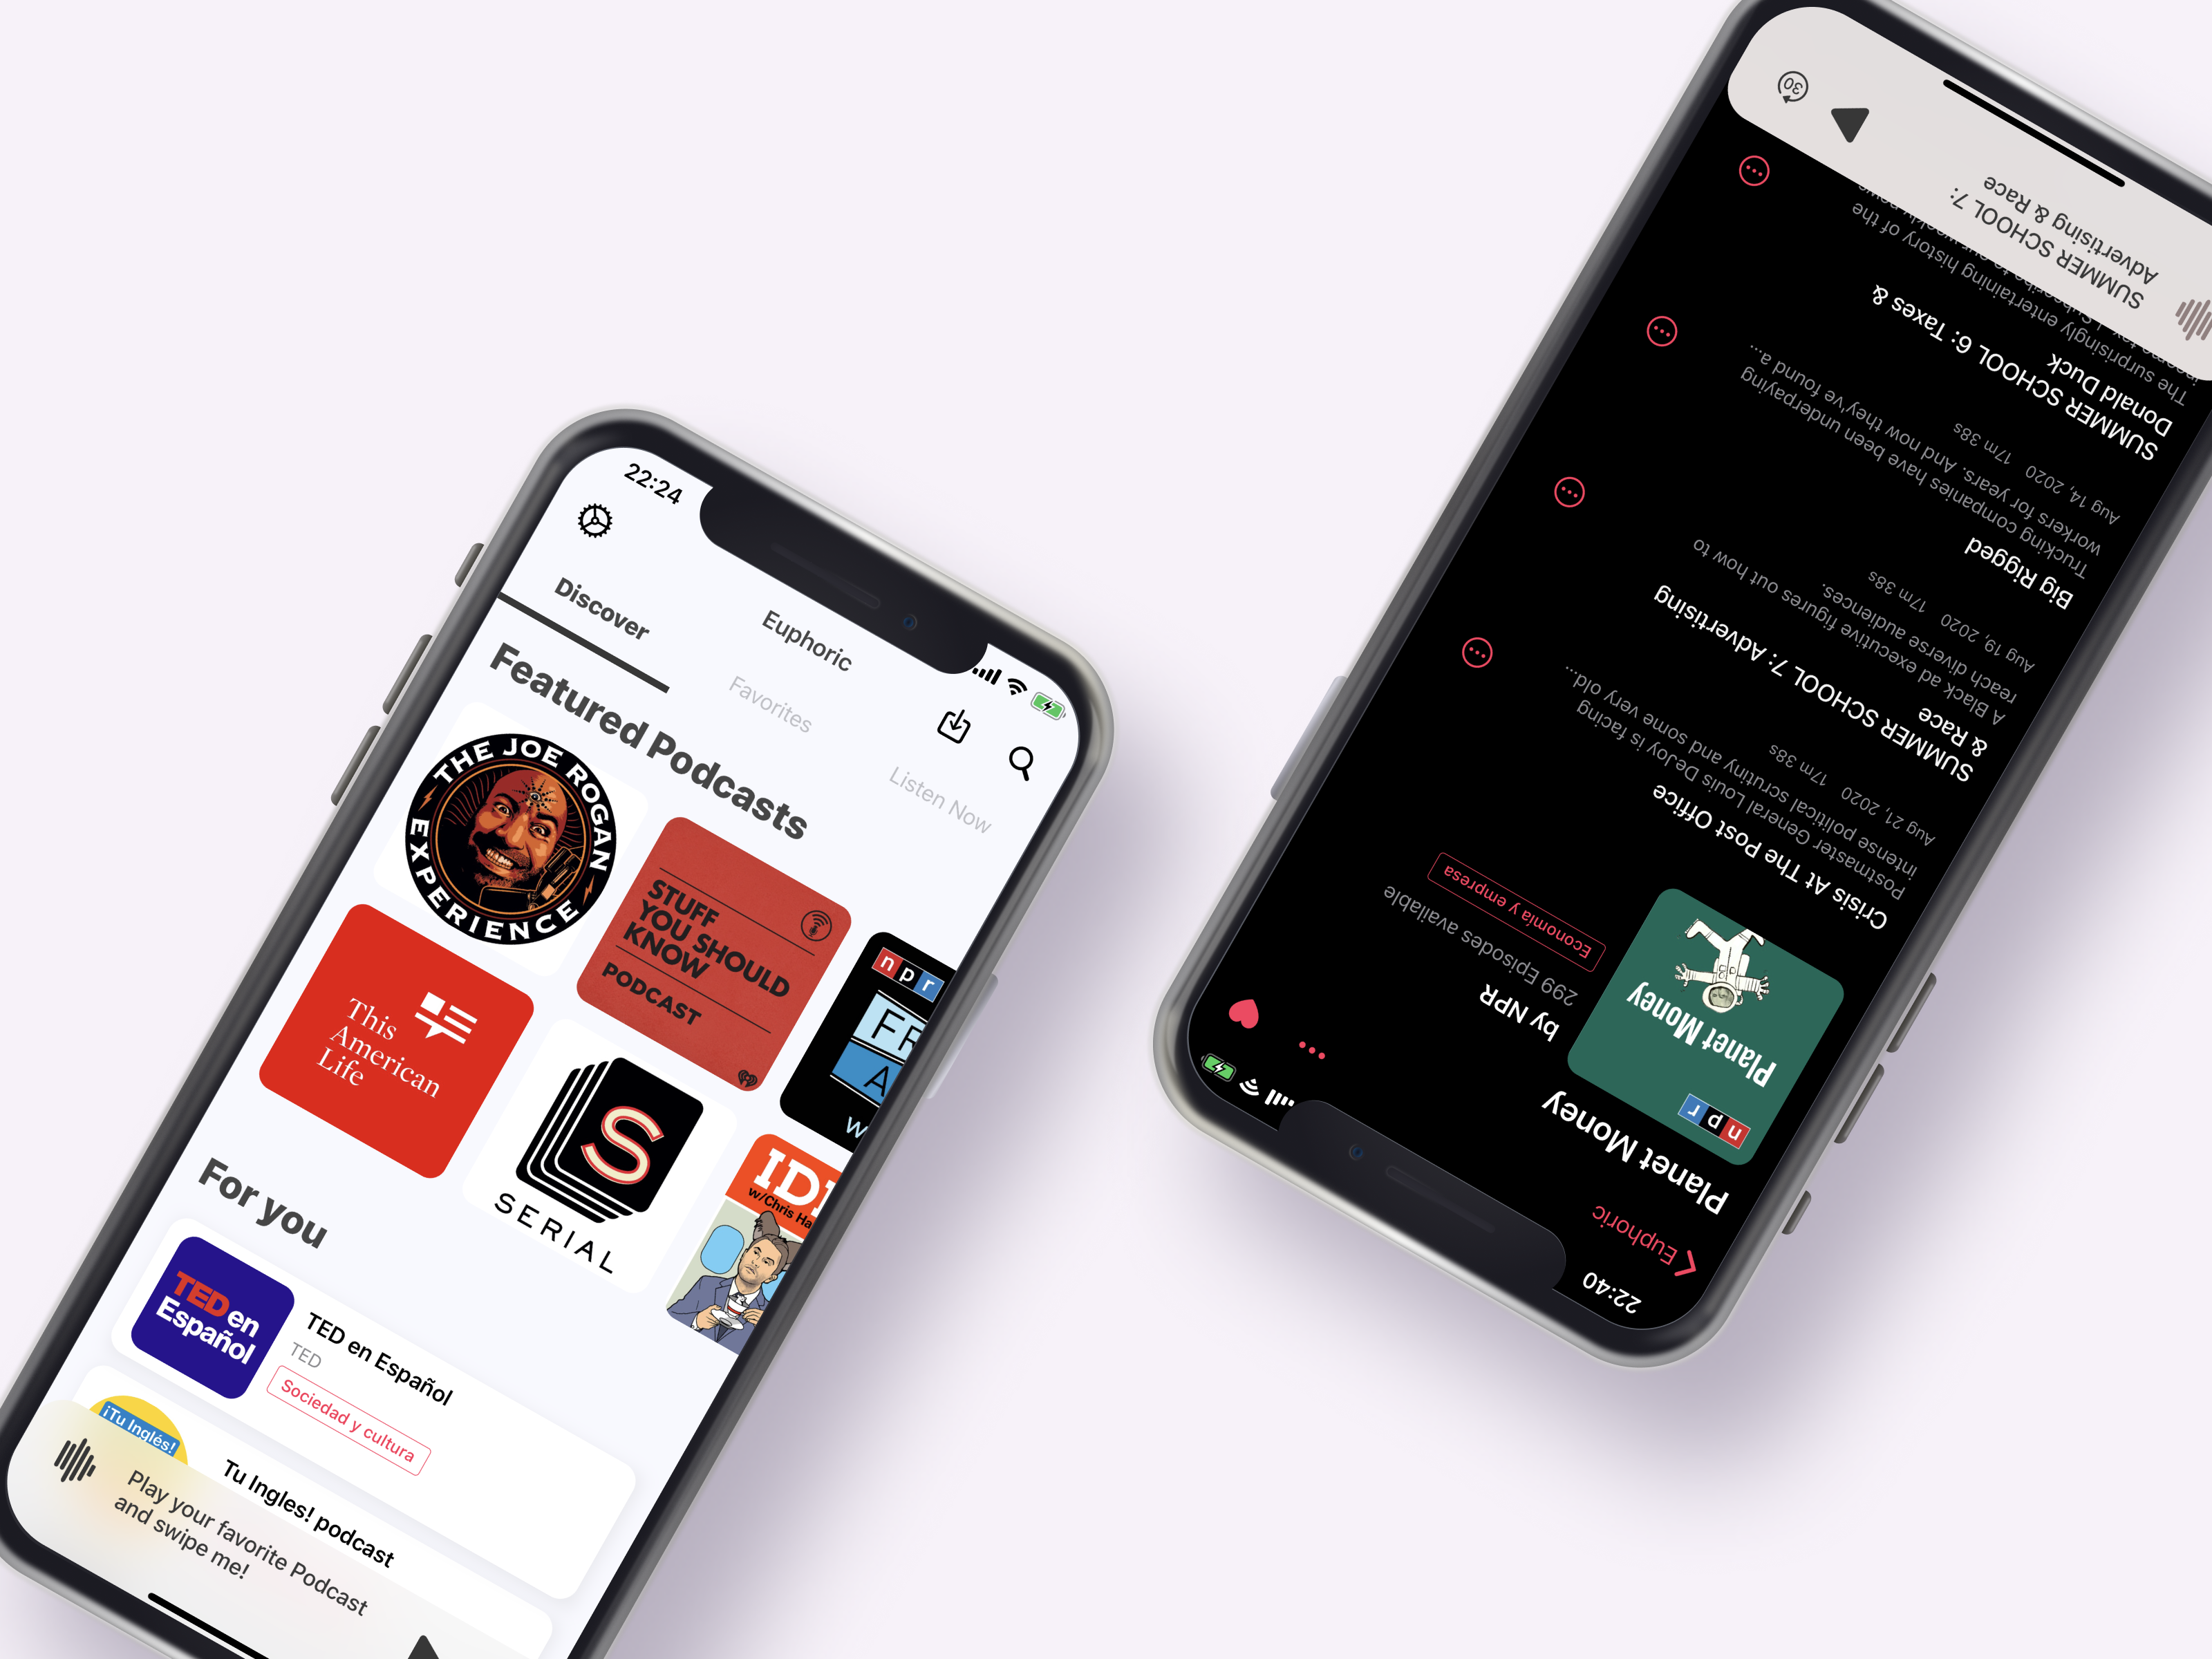 22:24
Euphoric
Discover
Favorites
Listen Now
Featured Podcasts
THE JOE ROGAN
EXPERIENCE
STUFF
YOU SHOULD
KNOW
PODCAST
npr
FR
A
W
This
American
Life
S
SERIAL
w/Chris Ha
For you
TED en
Español
TED en Español
TED
Sociedad y cultura
¡Tu Inglés!
Tu Ingles! podcast
Play your favorite Podcast
and swipe me!
22:40
Euphoric
Planet Money
npr
Planet Money
by NPR
299 Episodes available
Economía y empresa
Crisis At The Post Office
Postmaster General Louis DeJoy is facing
intense political scrutiny and some very old...
Aug 21, 2020 17m 38s
SUMMER SCHOOL 7: Advertising
& Race
A Black ad executive figures out how to
reach diverse audiences.
Aug 19, 2020 17m 38s
Big Rigged
Trucking companies have been underpaying
workers for years. And now they've found a...
Aug 14, 2020 17m 38s
SUMMER SCHOOL 6: Taxes &
Donald Duck
The surprisingly entertaining history of the
SUMMER SCHOOL 7:
Advertising & Race
30